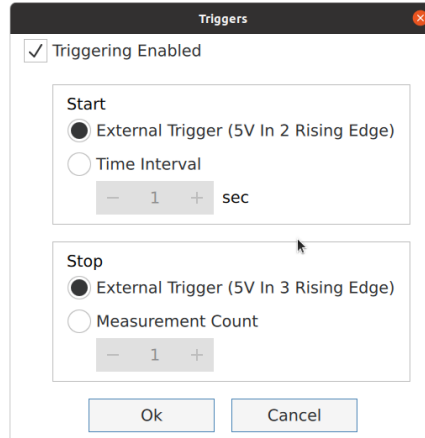 Triggers
Triggering Enabled
Start
External Trigger (5V In 2 Rising Edge)
Time Interval
− 1 + sec
Stop
External Trigger (5V In 3 Rising Edge)
Measurement Count
− 1 +
Ok Cancel